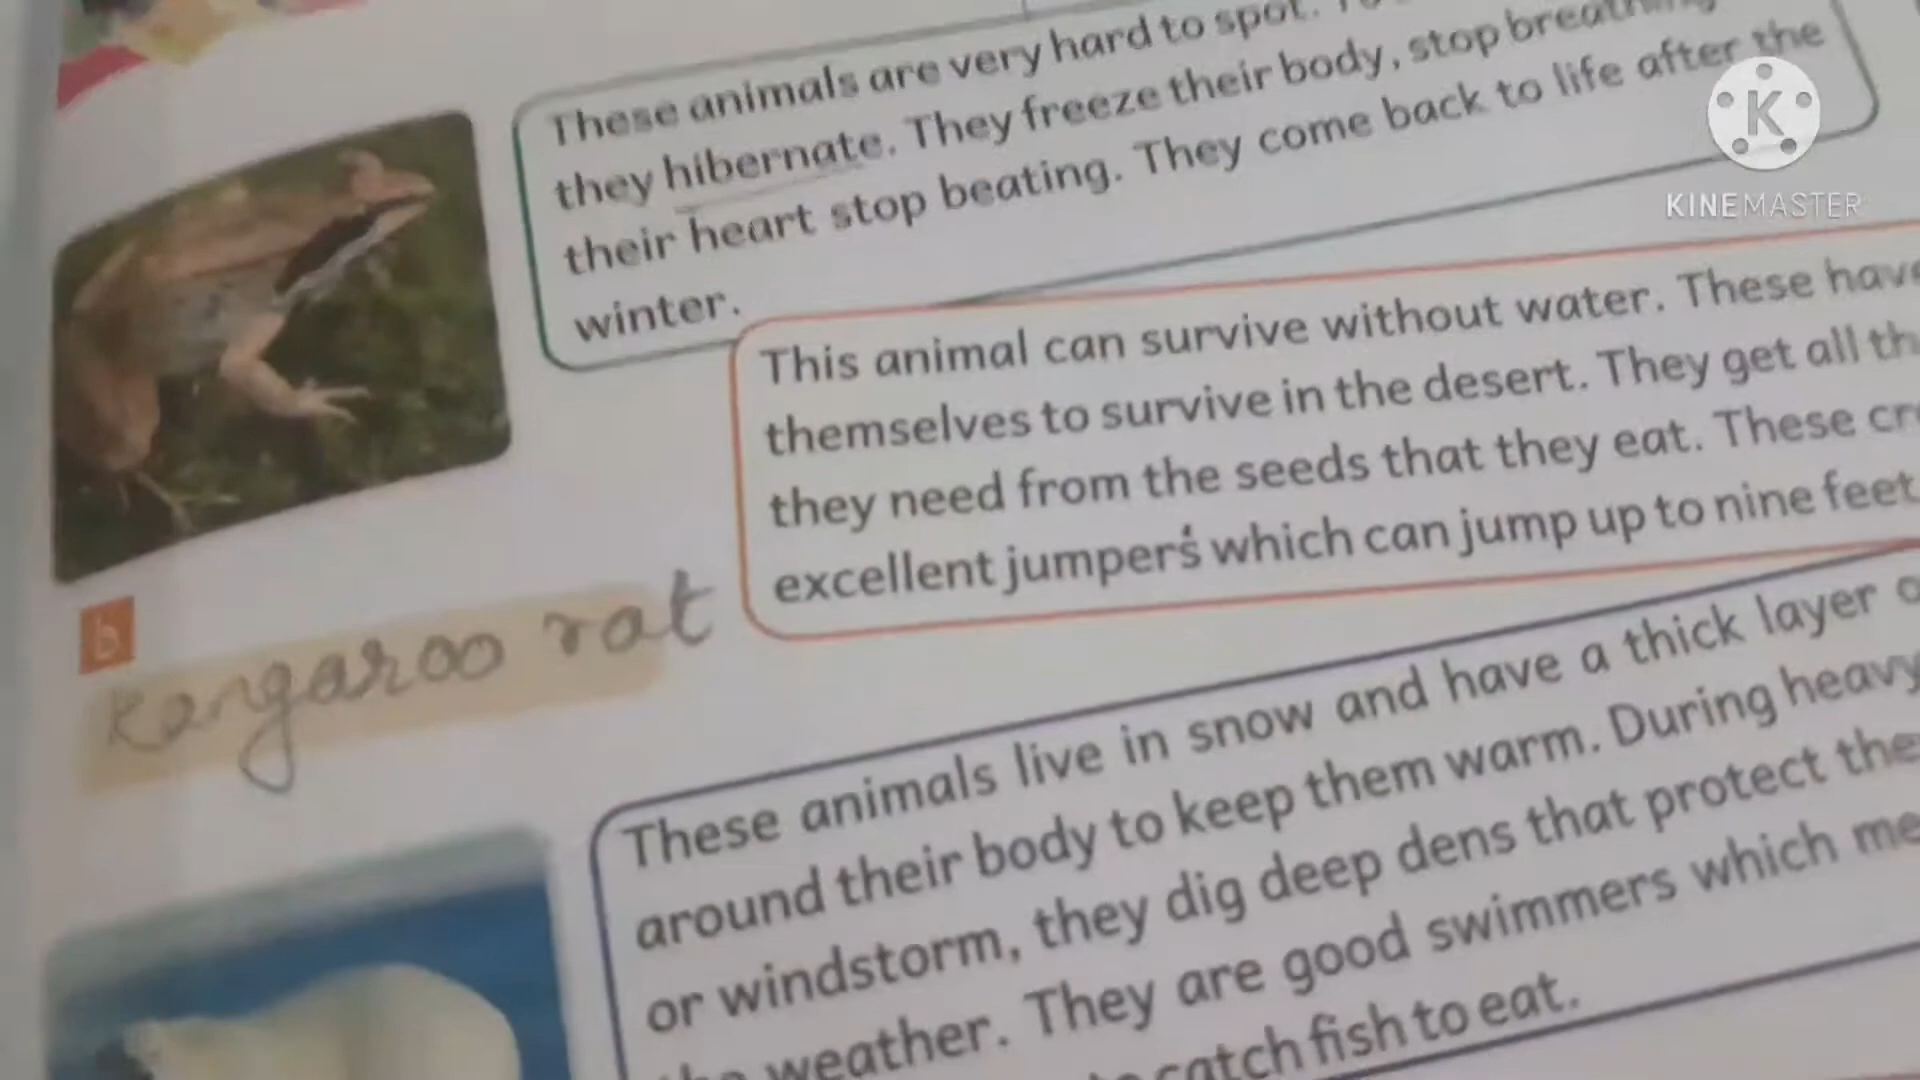 These animals are very hard to spot.
they hibernate. They freeze their body, stop breathing
their heart stop beating. They come back to life after the
winter.
This animal can survive without water. These have
themselves to survive in the desert. They get all
they need from the seeds that they eat. These
excellent jumpers which can jump up to nine feet
b
Kangaroo rat
These animals live in snow and have a thick layer
around their body to keep them warm. During heavy
or windstorm, they dig deep dens that protect
weather. They are good swimmers which
catch fish to eat.
K
KINEMASTER